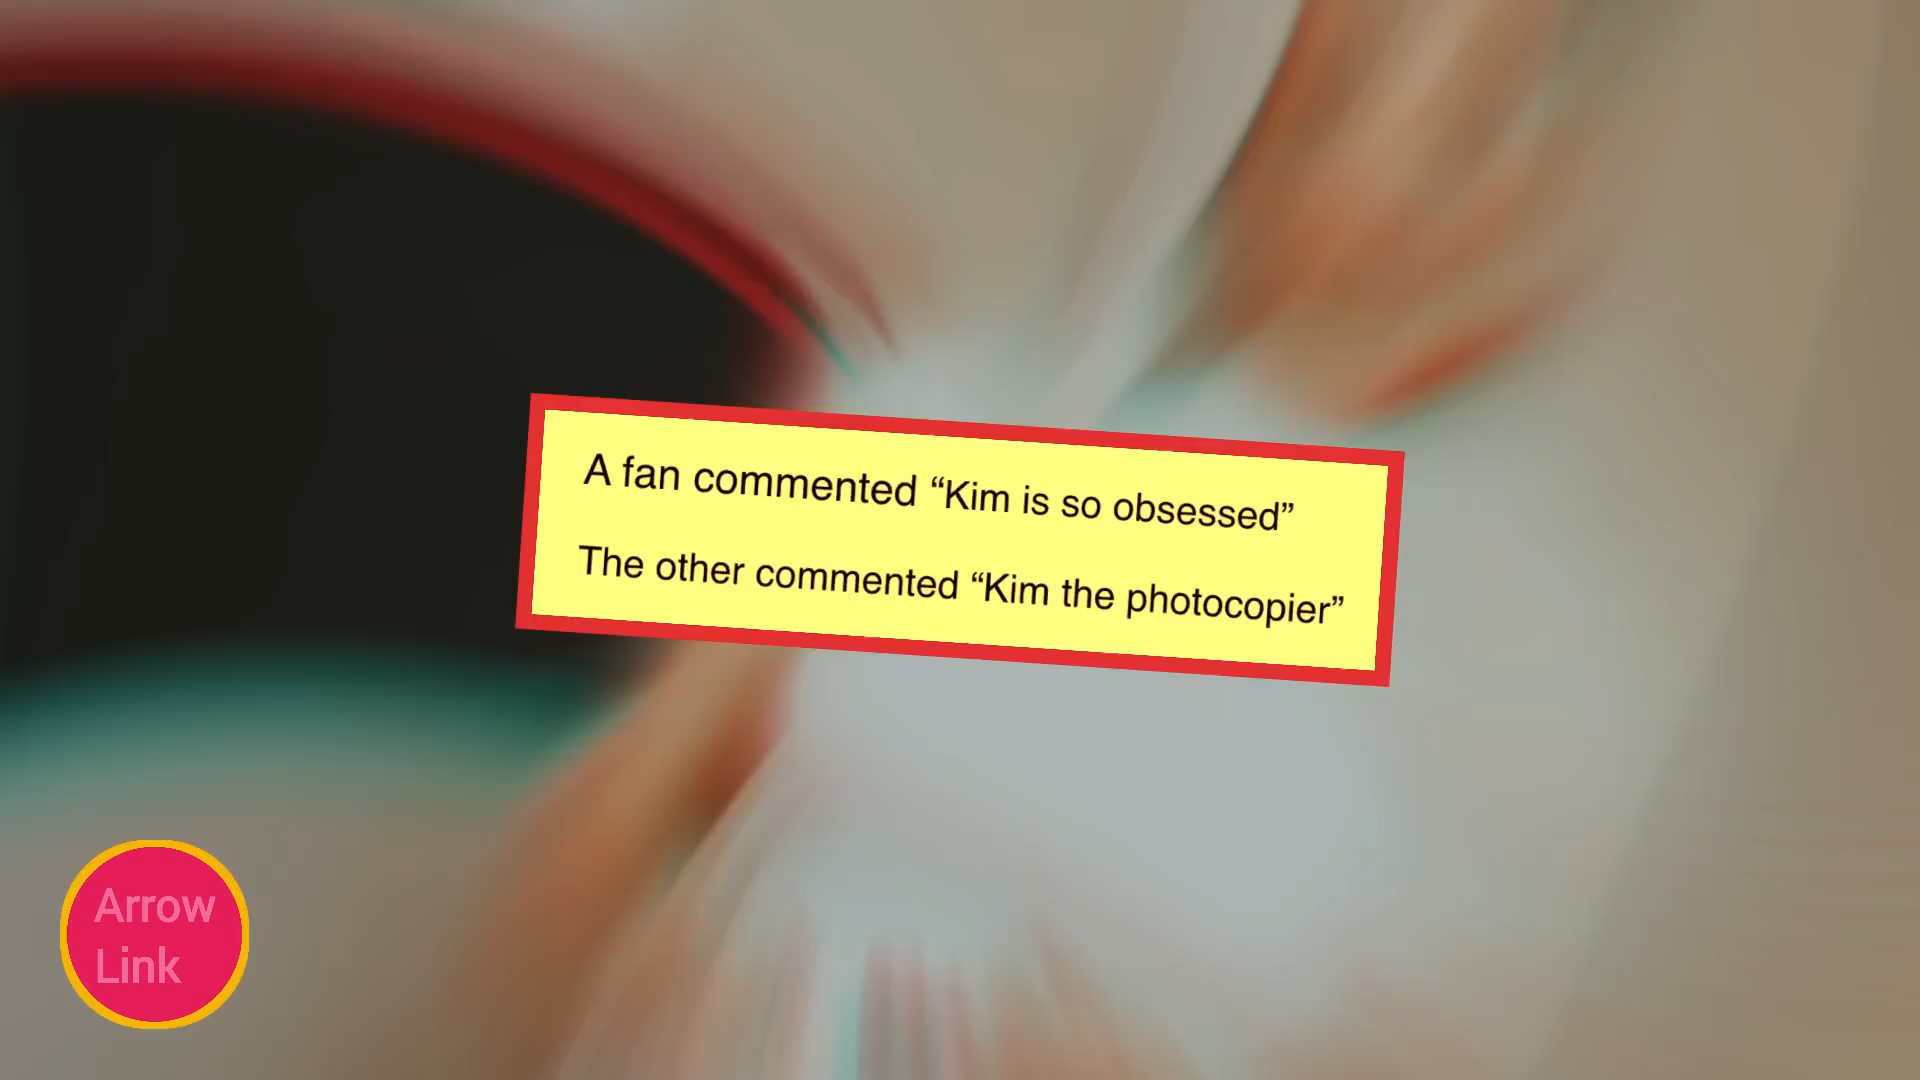 A fan commented “Kim is so obsessed”
The other commented “Kim the photocopier”
Arrow
Link